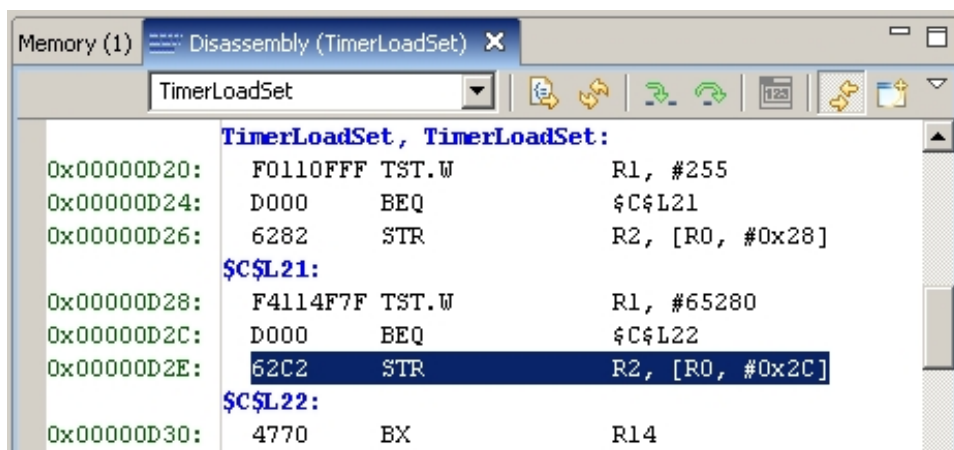 Memory (1) Disassembly (TimerLoadSet)
TimerLoadSet 123
TimerLoadSet, TimerLoadSet:
0x00000D20: F0110FFF TST.W R1, #255
0x00000D24: D000 BEQ $C$L21
0x00000D26: 6282 STR R2, [R0, #0x28]
$C$L21:
0x00000D28: F4114F7F TST.W R1, #65280
0x00000D2C: D000 BEQ $C$L22
0x00000D2E: 62C2 STR R2, [R0, #0x2C]
$C$L22:
0x00000D30: 4770 BX R14